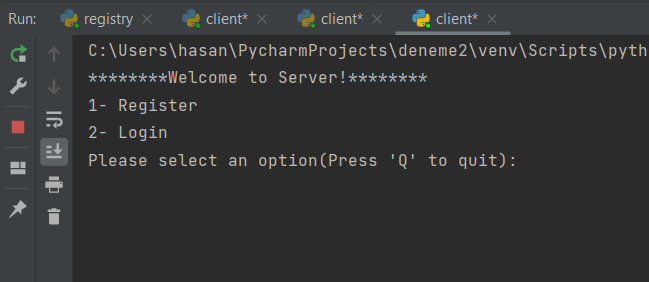 Run: registry client* client* client*
C:\Users\hasan\PycharmProjects\deneme2\venv\Scripts\pyth
********Welcome to Server!********
1- Register
2- Login
Please select an option(Press 'Q' to quit):